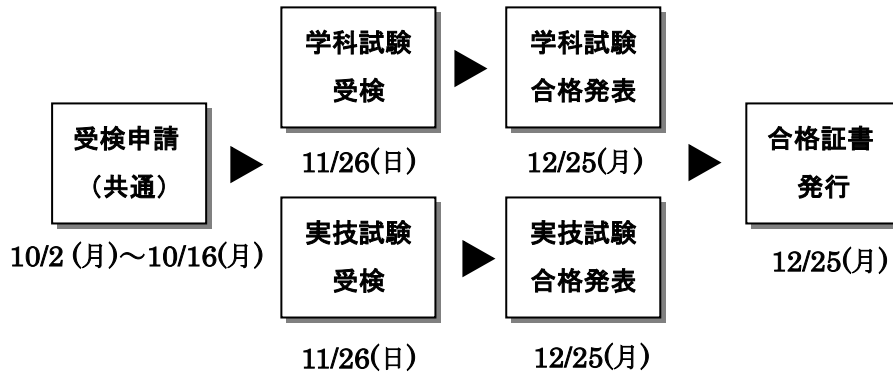 受検申請
（共通）
10/2 (月)～10/16(月)
学科試験
受検
11/26(日)
学科試験
合格発表
12/25(月)
実技試験
受検
11/26(日)
実技試験
合格発表
12/25(月)
合格証書
発行
12/25(月)